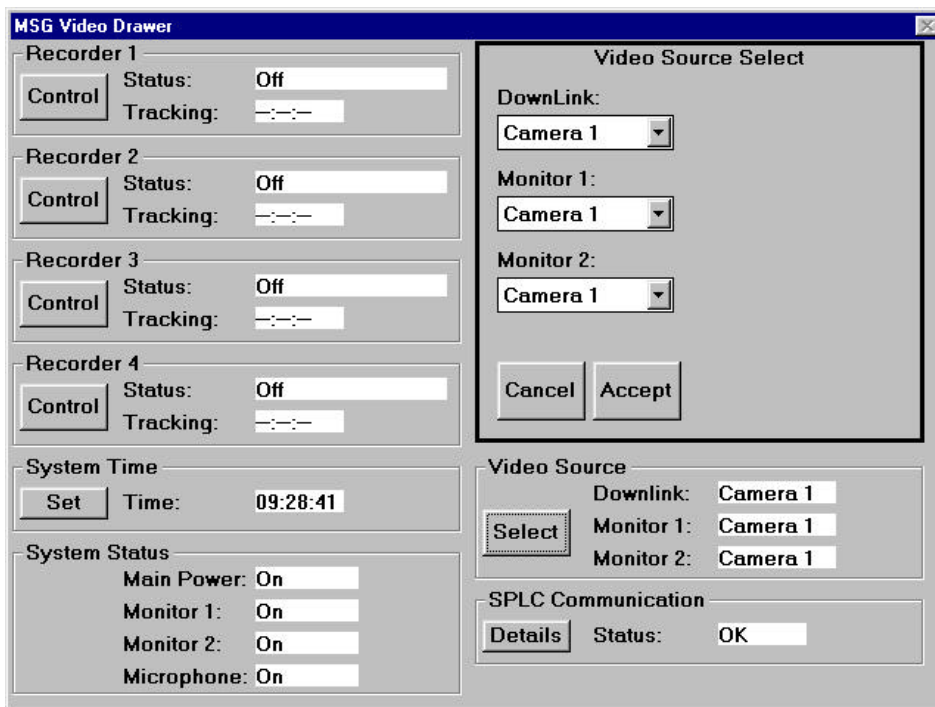 MSG Video Drawer
Recorder 1
Control
Status: Off
Tracking: --:--:--
Recorder 2
Control
Status: Off
Tracking: --:--:--
Recorder 3
Control
Status: Off
Tracking: --:--:--
Recorder 4
Control
Status: Off
Tracking: --:--:--
System Time
Set Time: 09:28:41
System Status
Main Power: On
Monitor 1: On
Monitor 2: On
Microphone: On
Video Source Select
DownLink:
Camera 1
Monitor 1:
Camera 1
Monitor 2:
Camera 1
Cancel Accept
Video Source
Select
Downlink: Camera 1
Monitor 1: Camera 1
Monitor 2: Camera 1
SPLC Communication
Details Status: OK